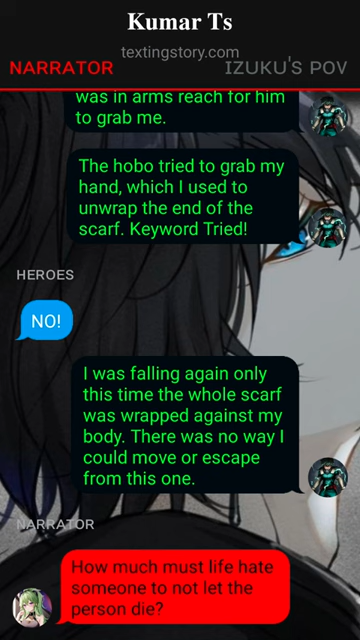 Kumar Ts
textingstory.com
NARRATOR
IZUKU'S POV
was in arms reach for him
to grab me.
The hobo tried to grab my
hand, which I used to
unwrap the end of the
scarf. Keyword Tried!
HEROES
NO!
I was falling again only
this time the whole scarf
was wrapped against my
body. There was no way I
could move or escape
from this one.
NARRATOR
How much must life hate
someone to not let the
person die?